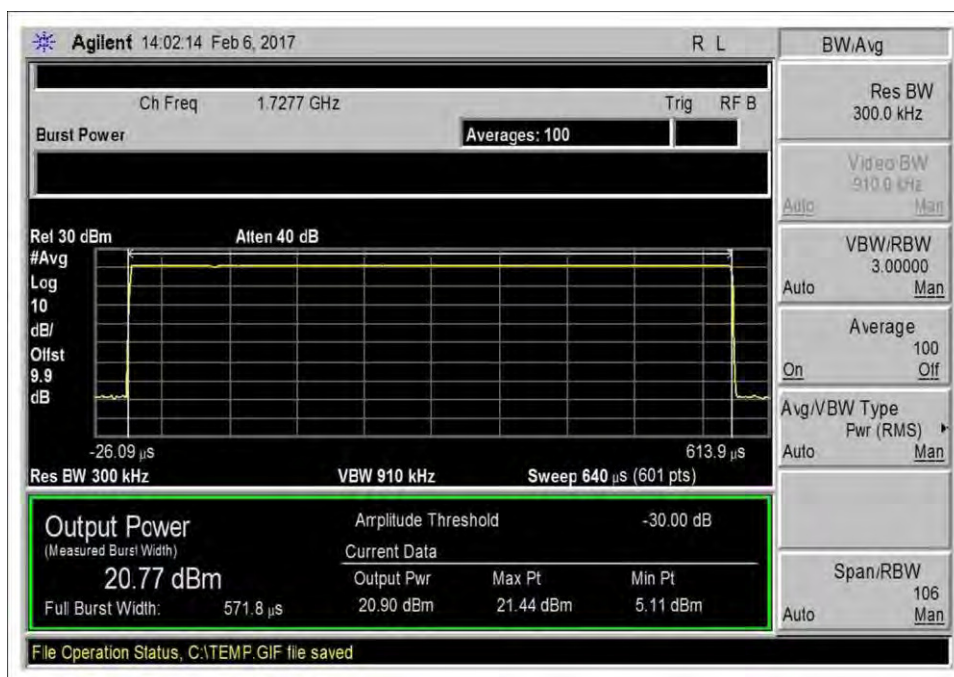 Agilent 14:02:14 Feb 6, 2017 R L
BW/Avg
Ch Freq 1.7277 GHz Trig RF B
Burst Power Averages: 100
Ref 30 dBm Atten 40 dB
#Avg
Log
10
dB/
Offst
9.9
dB
-26.09 µs 613.9 µs
Res BW 300 kHz VBW 910 kHz Sweep 640 µs (601 pts)
Output Power
(Measured Burst Width)
20.77 dBm
Full Burst Width: 571.8 µs
Amplitude Threshold -30.00 dB
Current Data
Output Pwr Max Pt Min Pt
20.90 dBm 21.44 dBm 5.11 dBm
File Operation Status, C:\TEMP.GIF file saved
Res BW
300.0 kHz
Video BW
910.0 kHz
Auto Man
VBW/RBW
3.00000
Auto Man
Average
100
On Off
Avg/VBW Type
Pwr (RMS)
Auto Man
Span/RBW
106
Auto Man